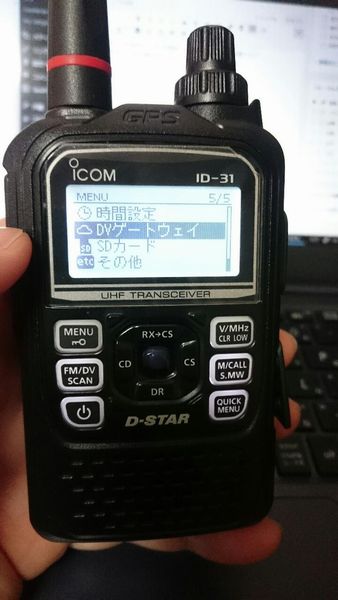 GPS
ICOM
ID-31
MENU 5/5
時間設定
DVゲートウェイ
SD SDカード
etc その他
UHF TRANSCEIVER
MENU
RX→CS
V/MHz
CLR LOW
FM/DV
SCAN
CD
CS
M/CALL
S.MW
DR
QUICK
MENU
D-STAR